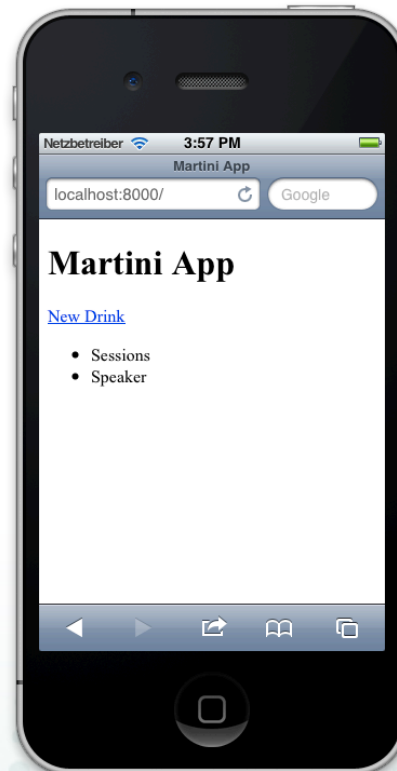 Netzbetreiber 3:57 PM
Martini App
localhost:8000/ Google
Martini App
New Drink
Sessions
Speaker